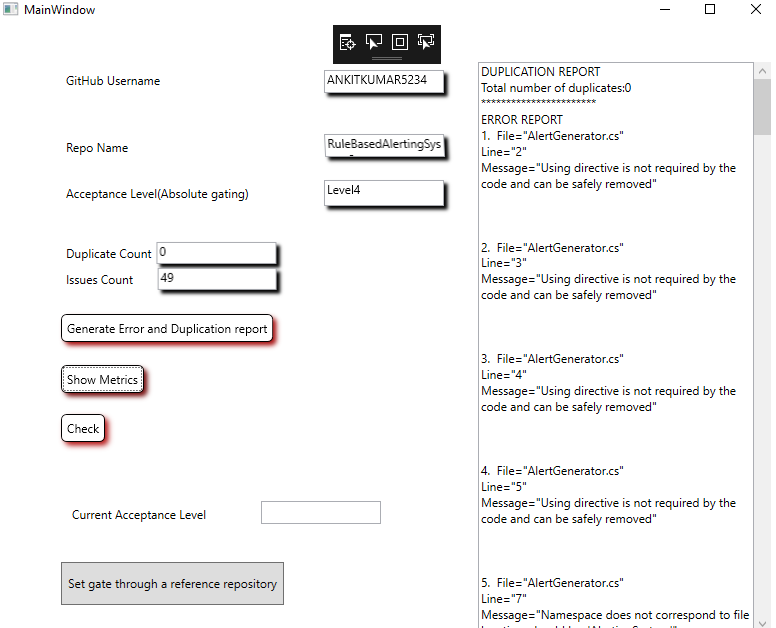 MainWindow
GitHub Username
ANKITKUMAR5234
Repo Name
RuleBasedAlertingSys
Acceptance Level(Absolute gating)
Level4
Duplicate Count
0
Issues Count
49
Generate Error and Duplication report
Show Metrics
Check
Current Acceptance Level
Set gate through a reference repository
DUPLICATION REPORT
Total number of duplicates:0
***********************
ERROR REPORT
1. File="AlertGenerator.cs"
Line="2"
Message="Using directive is not required by the
code and can be safely removed"
2. File="AlertGenerator.cs"
Line="3"
Message="Using directive is not required by the
code and can be safely removed"
3. File="AlertGenerator.cs"
Line="4"
Message="Using directive is not required by the
code and can be safely removed"
4. File="AlertGenerator.cs"
Line="5"
Message="Using directive is not required by the
code and can be safely removed"
5. File="AlertGenerator.cs"
Line="7"
Message="Namespace does not correspond to file